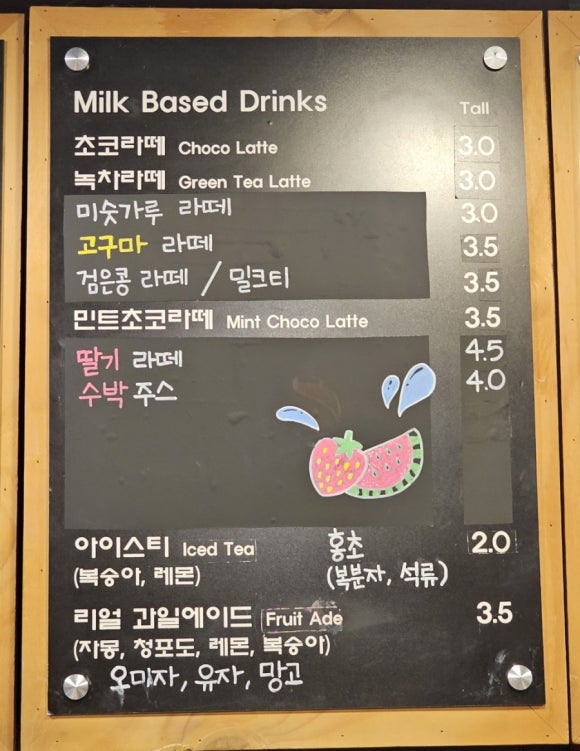 Milk Based Drinks Tall
초코라떼 Choco Latte 3.0
녹차라떼 Green Tea Latte 3.0
미숫가루 라떼 3.0
고구마 라떼 3.5
검은콩 라떼 / 밀크티 3.5
민트초코라떼 Mint Choco Latte 3.5
딸기 라떼 4.5
수박 주스 4.0
아이스티 Iced Tea 홍초 2.0
(복숭아, 레몬) (복분자, 석류)
리얼 과일에이드 Fruit Ade 3.5
(자몽, 청포도, 레몬, 복숭아)
오미자, 유자, 망고